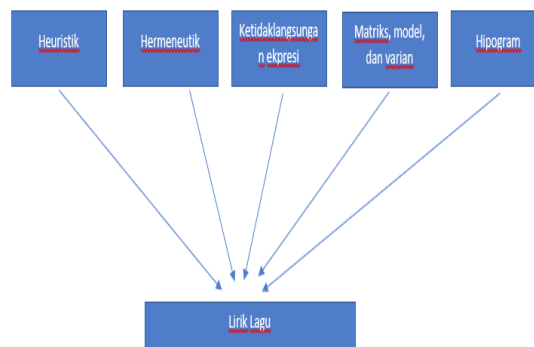 Heuristik
Hermeneutik
Ketidaklangsunga
n ekpresi
Matriks, model,
dan varian
Hipogram
Lirik Lagu